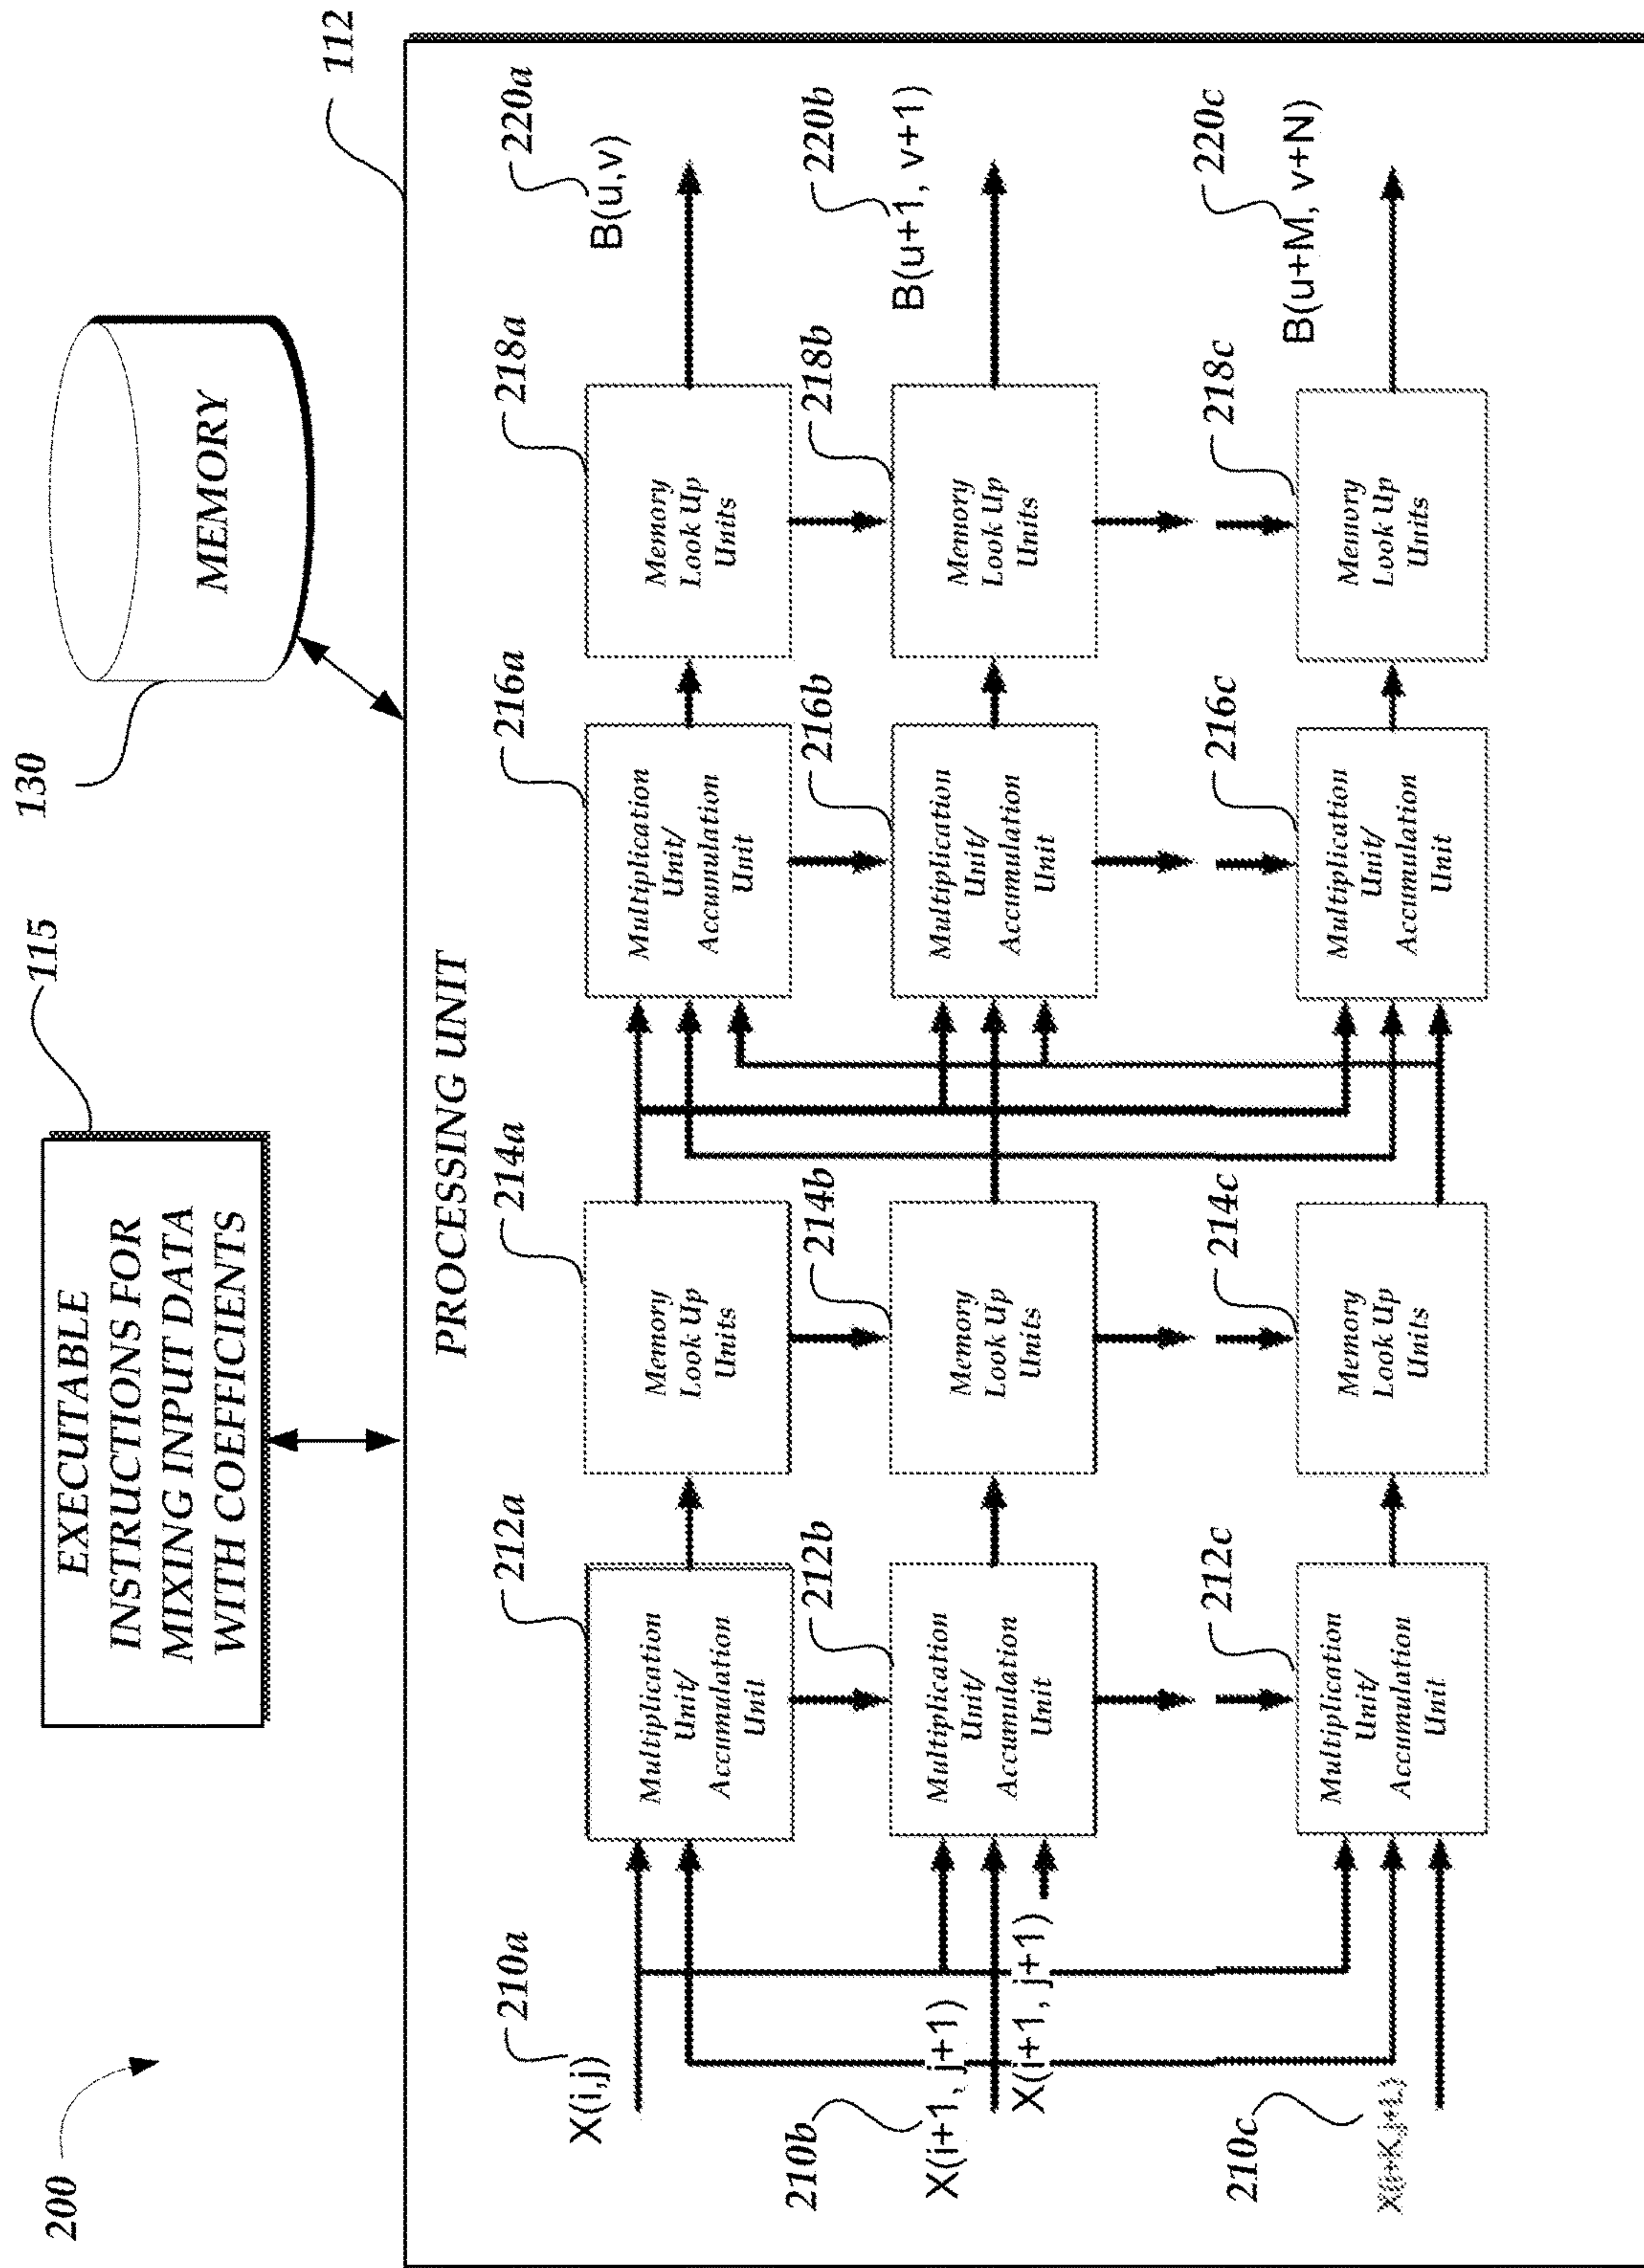 200
EXECUTABLE
INSTRUCTIONS FOR
MIXING INPUT DATA
WITH COEFFICIENTS
115
130
MEMORY
112
PROCESSING UNIT
210a
X(i,j)
212a
Multiplication
Unit/
Accumulation
Unit
214a
Memory
Look Up
Units
216a
Multiplication
Unit/
Accumulation
Unit
218a
Memory
Look Up
Units
220a
B(u,v)
210b
X(i+1, j+1)
X(i+1, j+1)
212b
Multiplication
Unit/
Accumulation
Unit
214b
Memory
Look Up
Units
216b
Multiplication
Unit/
Accumulation
Unit
218b
Memory
Look Up
Units
220b
B(u+1, v+1)
210c
X(i+K,j+L)
212c
Multiplication
Unit/
Accumulation
Unit
214c
Memory
Look Up
Units
216c
Multiplication
Unit/
Accumulation
Unit
218c
Memory
Look Up
Units
220c
B(u+M, v+N)